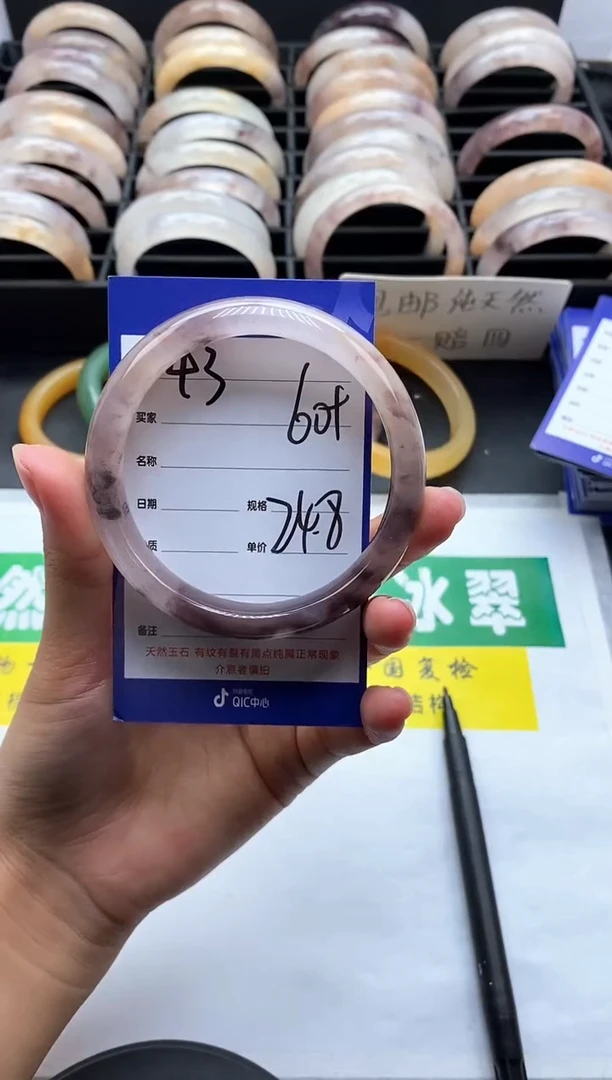 邮 纯天然
赔
43
买家 60+
名称
日期 规格
质 单价 248
备注
天然玉石 有纹有裂有黑点纯属正常现象
介意者慎拍
QIC中心
然 冰翠
国复检